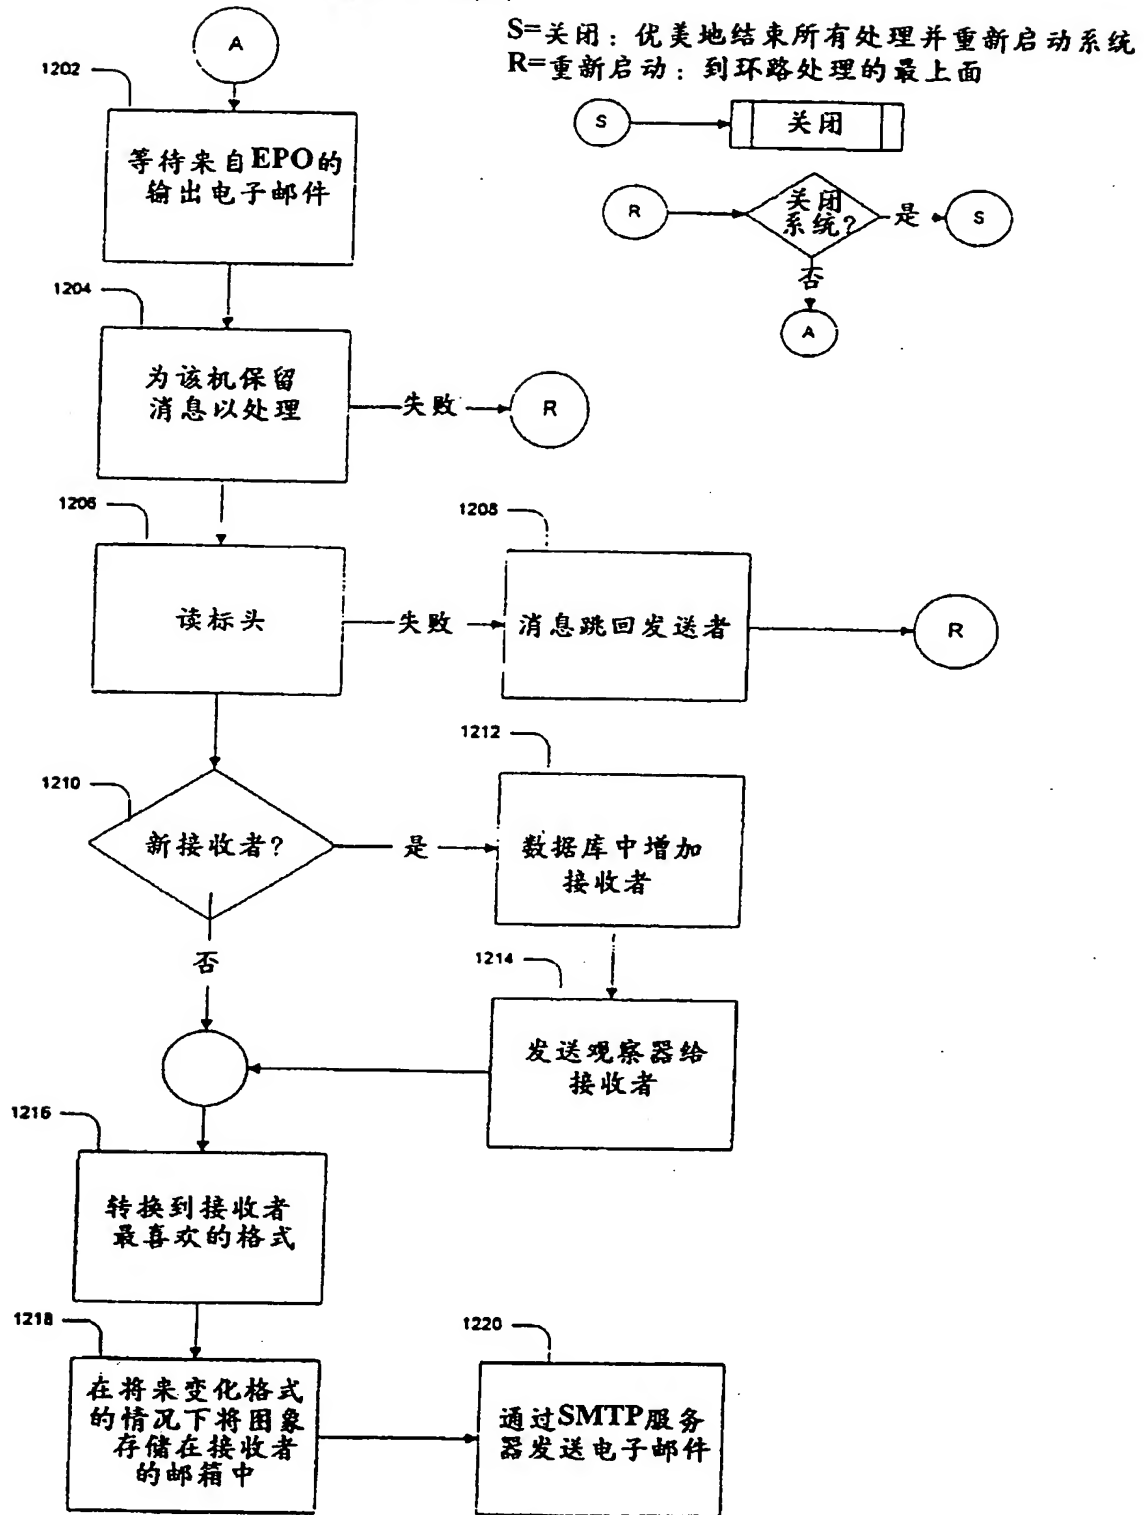 S=关闭：优美地结束所有处理并重新启动系统
R=重新启动：到环路处理的最上面
A
1202
等待来自EPO的
输出电子邮件
S
关闭
R
关闭
系统？
是
S
否
A
1204
为该机保留
消息以处理
失败
R
1206
读标头
失败
1208
消息跳回发送者
R
1210
新接收者？
是
1212
数据库中增加
接收者
否
1214
发送观察器给
接收者
1216
转换到接收者
最喜欢的格式
1218
在将来变化格式
的情况下将图象
存储在接收者
的邮箱中
1220
通过SMTP服务
器发送电子邮件